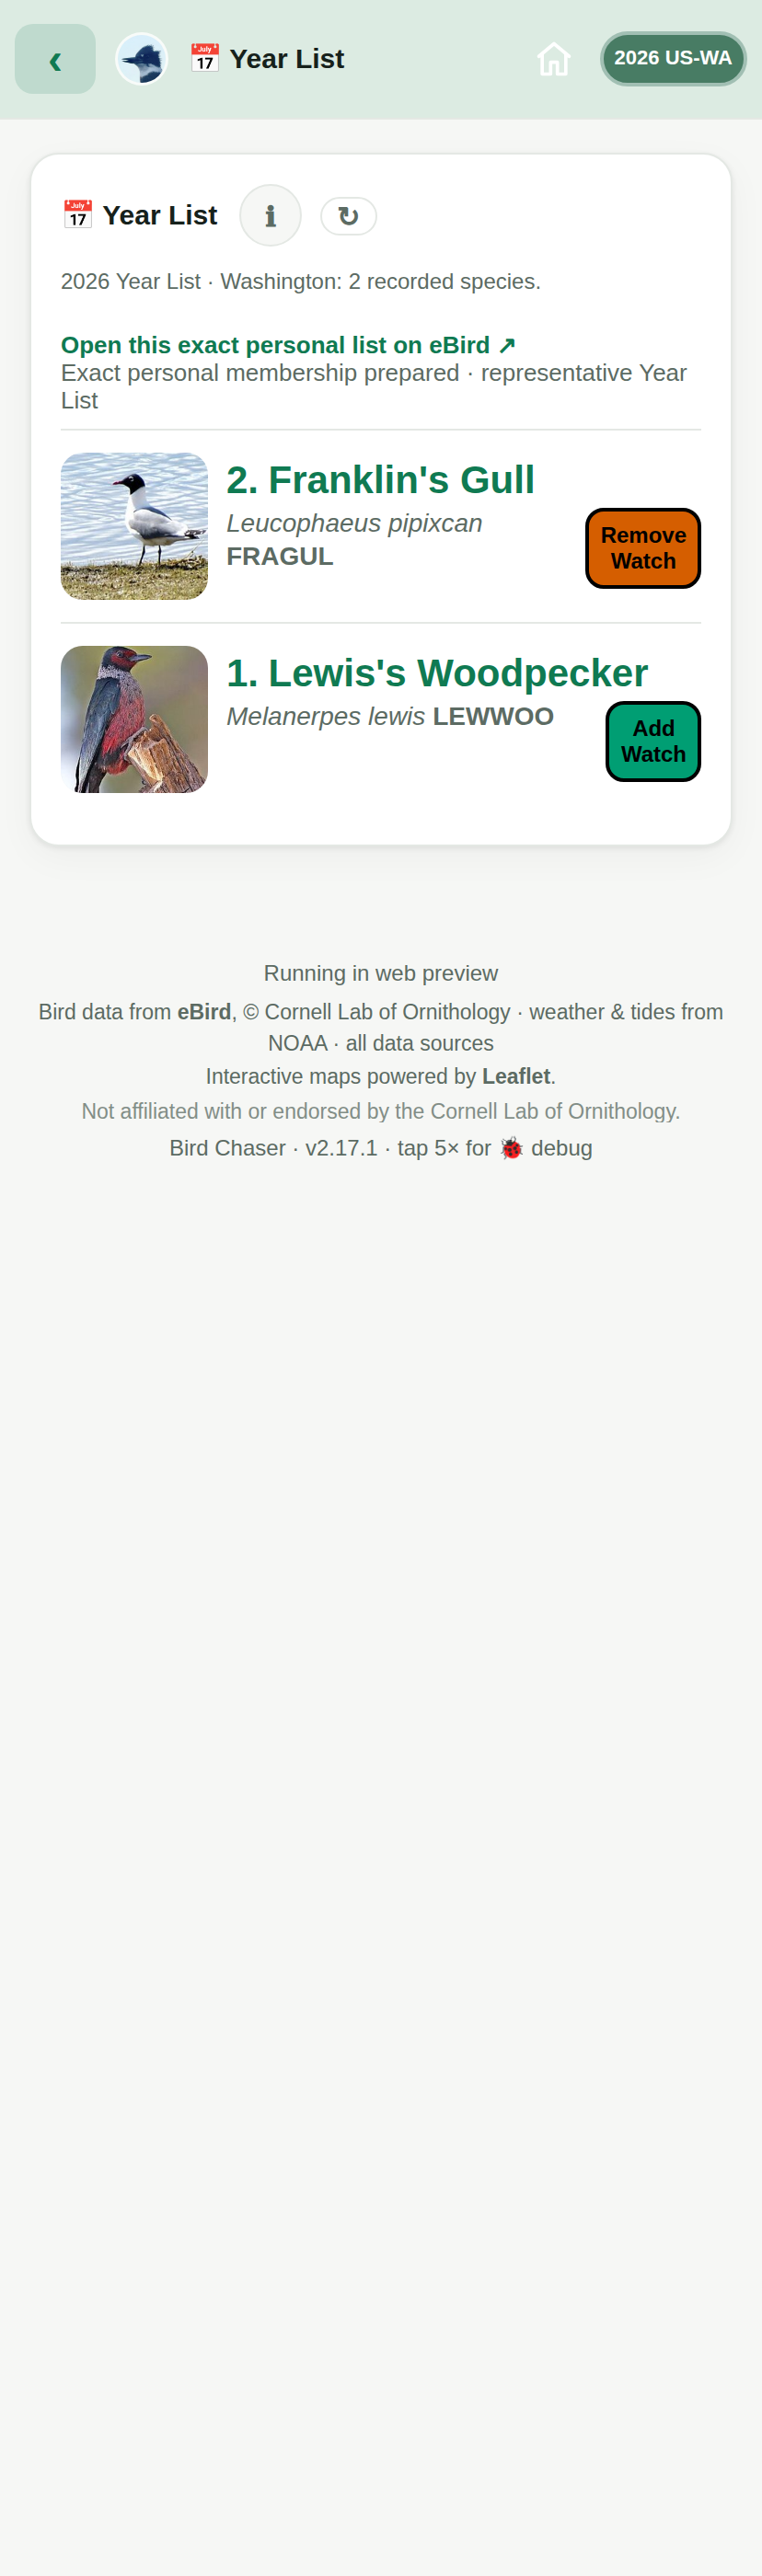 ‹ 📅 Year List 2026 US-WA
📅 Year List ℹ ↻
2026 Year List · Washington: 2 recorded species.
Open this exact personal list on eBird ↗
Exact personal membership prepared · representative Year
List
2. Franklin's Gull
Leucophaeus pipixcan
FRAGUL
Remove
Watch
1. Lewis's Woodpecker
Melanerpes lewis LEWWOO
Add
Watch
Running in web preview
Bird data from eBird, © Cornell Lab of Ornithology · weather & tides from
NOAA · all data sources
Interactive maps powered by Leaflet.
Not affiliated with or endorsed by the Cornell Lab of Ornithology.
Bird Chaser · v2.17.1 · tap 5× for 🐞 debug